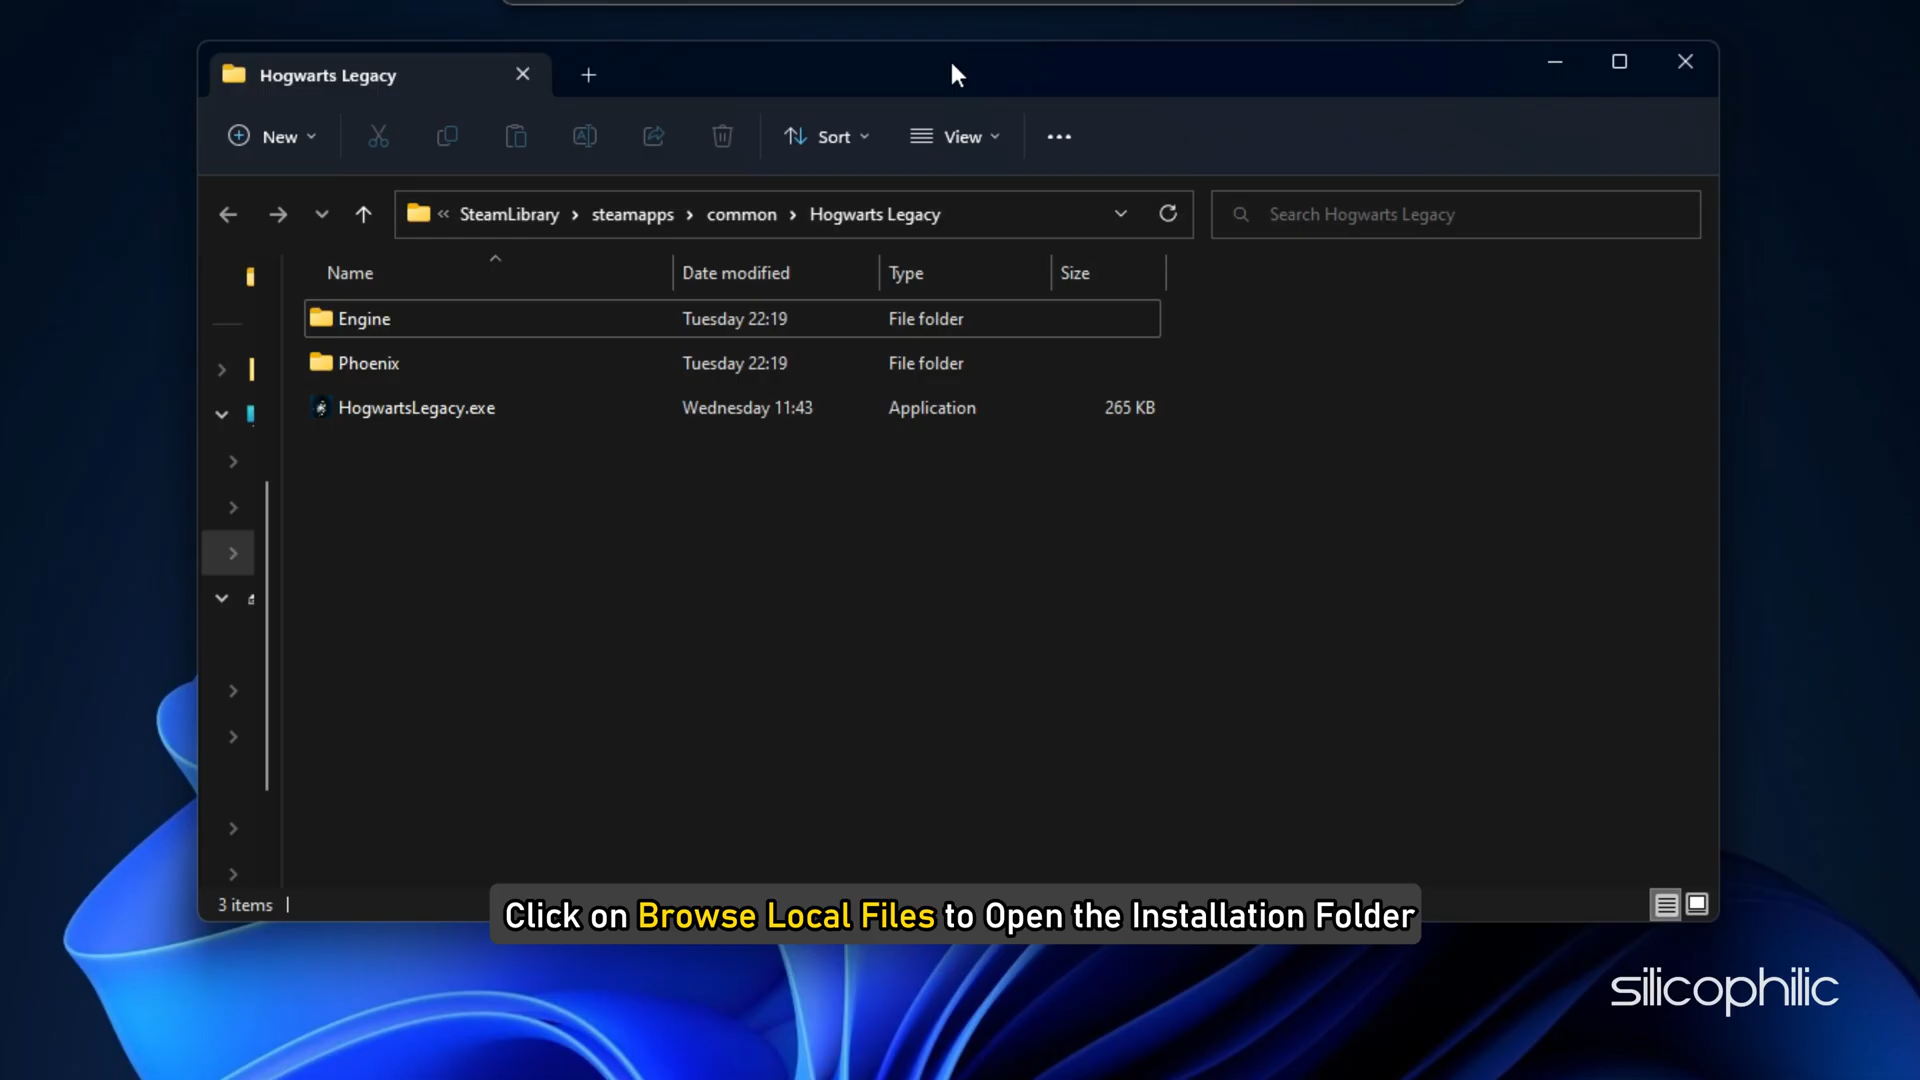 Hogwarts Legacy
New
Sort
View
« SteamLibrary > steamapps > common > Hogwarts Legacy
Search Hogwarts Legacy
Name Date modified Type Size
Engine Tuesday 22:19 File folder
Phoenix Tuesday 22:19 File folder
HogwartsLegacy.exe Wednesday 11:43 Application 265 KB
3 items
Click on Browse Local Files to Open the Installation Folder
silicophilic